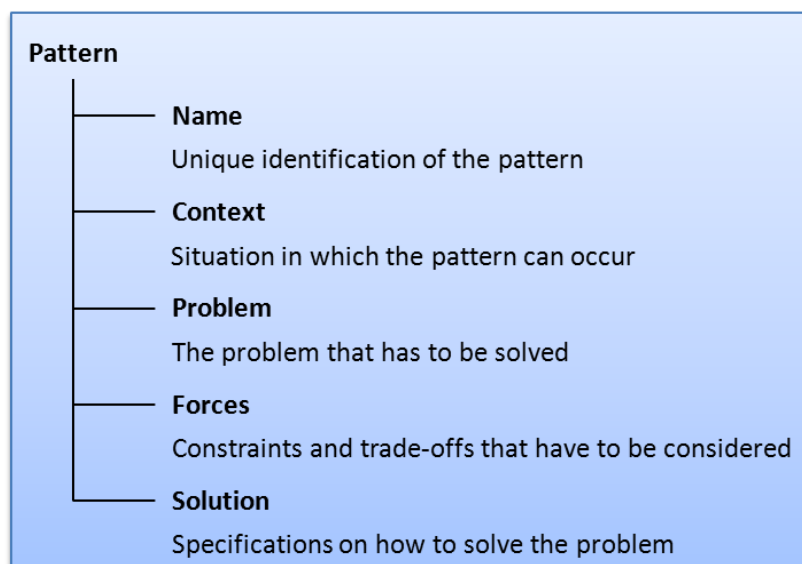 Pattern
Name
Unique identification of the pattern
Context
Situation in which the pattern can occur
Problem
The problem that has to be solved
Forces
Constraints and trade-offs that have to be considered
Solution
Specifications on how to solve the problem